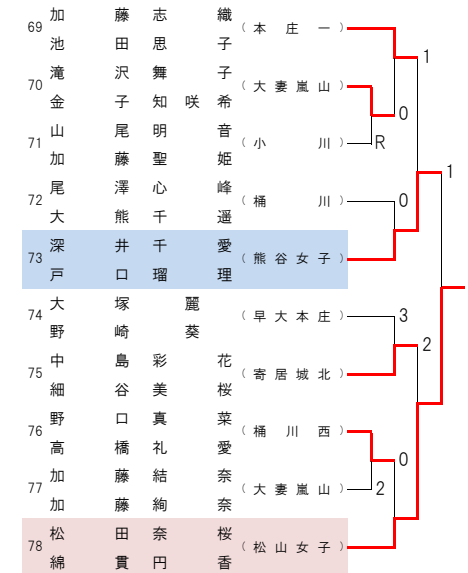 加藤志織
69 （本庄一）
池田思子
1
滝沢舞子
70 （大妻嵐山）
金子知咲希
0
山尾明音
71 （小川） R
加藤聖姫
1
尾澤心峰
72 （桶川） 0
大熊千遥
深井千愛
73 （熊谷女子）
戸口瑠理
大塚麗
74 （早大本庄） 3
野崎葵
2
中島彩花
75 （寄居城北）
細谷美桜
野口真菜
76 （桶川西）
高橋礼愛
0
加藤結奈
77 （大妻嵐山） 2
加藤絢奈
松田奈桜
78 （松山女子）
綿貫円香